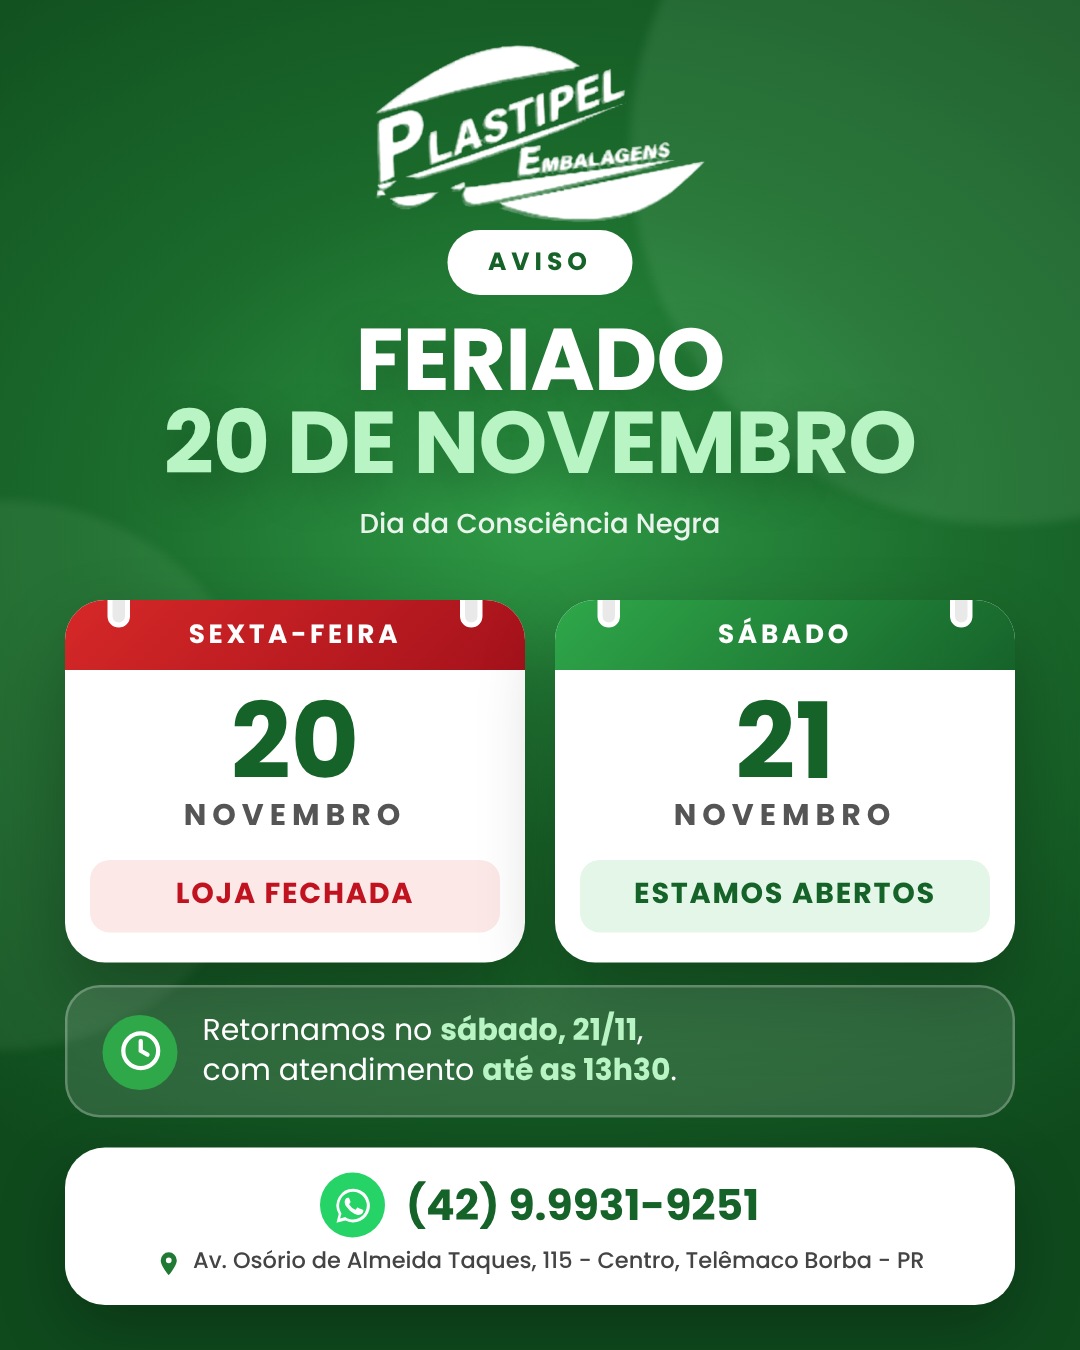 PLASTIPEL
EMBALAGENS
AVISO
FERIADO
20 DE NOVEMBRO
Dia da Consciência Negra
SEXTA-FEIRA
20
NOVEMBRO
LOJA FECHADA
SÁBADO
21
NOVEMBRO
ESTAMOS ABERTOS
Retornamos no sábado, 21/11,
com atendimento até as 13h30.
(42) 9.9931-9251
Av. Osório de Almeida Taques, 115 - Centro, Telêmaco Borba - PR